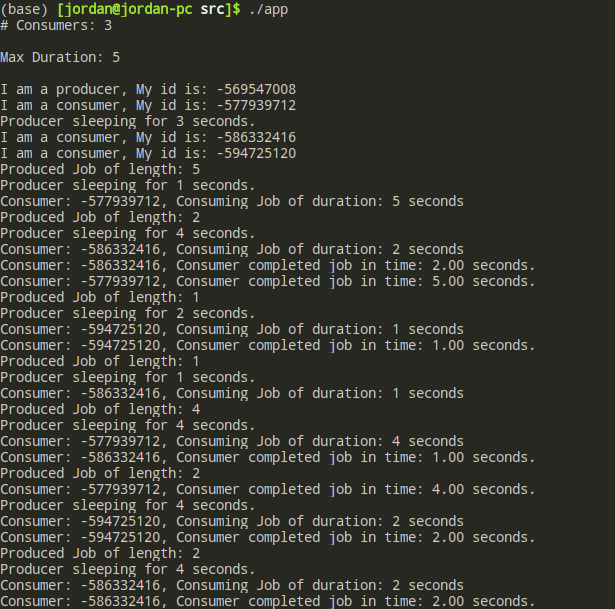 (base) [jordan@jordan-pc src]$ ./app
# Consumers: 3
Max Duration: 5
I am a producer, My id is: -569547008
I am a consumer, My id is: -577939712
Producer sleeping for 3 seconds.
I am a consumer, My id is: -586332416
I am a consumer, My id is: -594725120
Produced Job of length: 5
Producer sleeping for 1 seconds.
Consumer: -577939712, Consuming Job of duration: 5 seconds
Produced Job of length: 2
Producer sleeping for 4 seconds.
Consumer: -586332416, Consuming Job of duration: 2 seconds
Consumer: -586332416, Consumer completed job in time: 2.00 seconds.
Consumer: -577939712, Consumer completed job in time: 5.00 seconds.
Produced Job of length: 1
Producer sleeping for 2 seconds.
Consumer: -594725120, Consuming Job of duration: 1 seconds
Consumer: -594725120, Consumer completed job in time: 1.00 seconds.
Produced Job of length: 1
Producer sleeping for 1 seconds.
Consumer: -586332416, Consuming Job of duration: 1 seconds
Produced Job of length: 4
Producer sleeping for 4 seconds.
Consumer: -577939712, Consuming Job of duration: 4 seconds
Consumer: -586332416, Consumer completed job in time: 1.00 seconds.
Produced Job of length: 2
Consumer: -577939712, Consumer completed job in time: 4.00 seconds.
Producer sleeping for 4 seconds.
Consumer: -594725120, Consuming Job of duration: 2 seconds
Consumer: -594725120, Consumer completed job in time: 2.00 seconds.
Produced Job of length: 2
Producer sleeping for 4 seconds.
Consumer: -586332416, Consuming Job of duration: 2 seconds
Consumer: -586332416, Consumer completed job in time: 2.00 seconds.